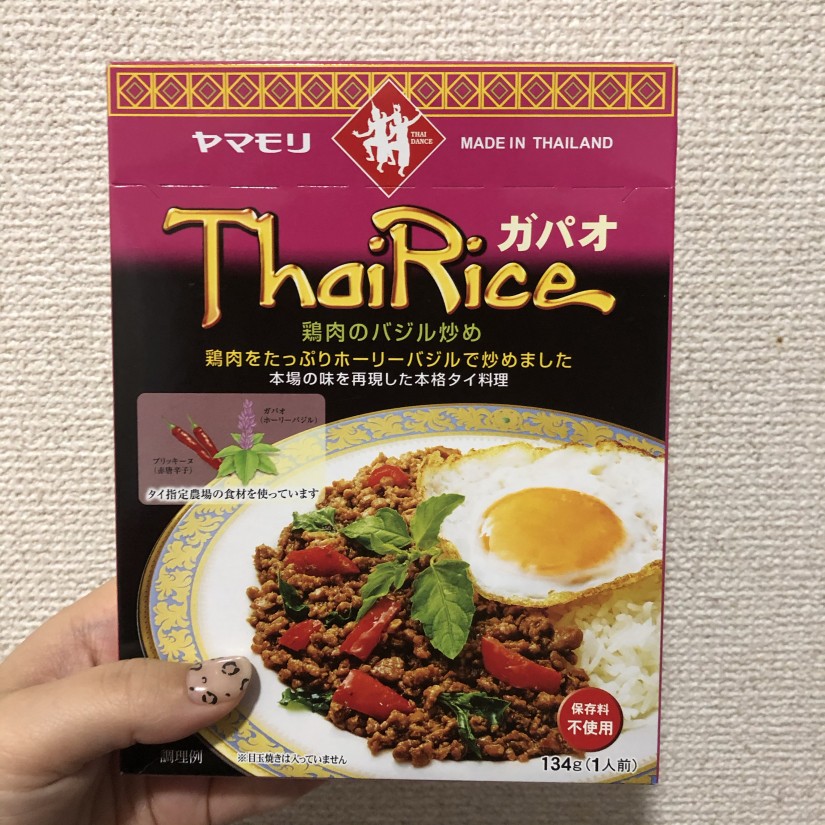 ヤマモリ
THAI
DANCE
MADE IN THAILAND
ThaiRice
ガパオ
鶏肉のバジル炒め
鶏肉をたっぷりホーリーバジルで炒めました
本場の味を再現した本格タイ料理
ガパオ
(ホーリーバジル)
プリッキーヌ
(赤唐辛子)
タイ指定農場の食材を使っています
保存料
不使用
調理例
※目玉焼きは入っていません
134g(1人前)